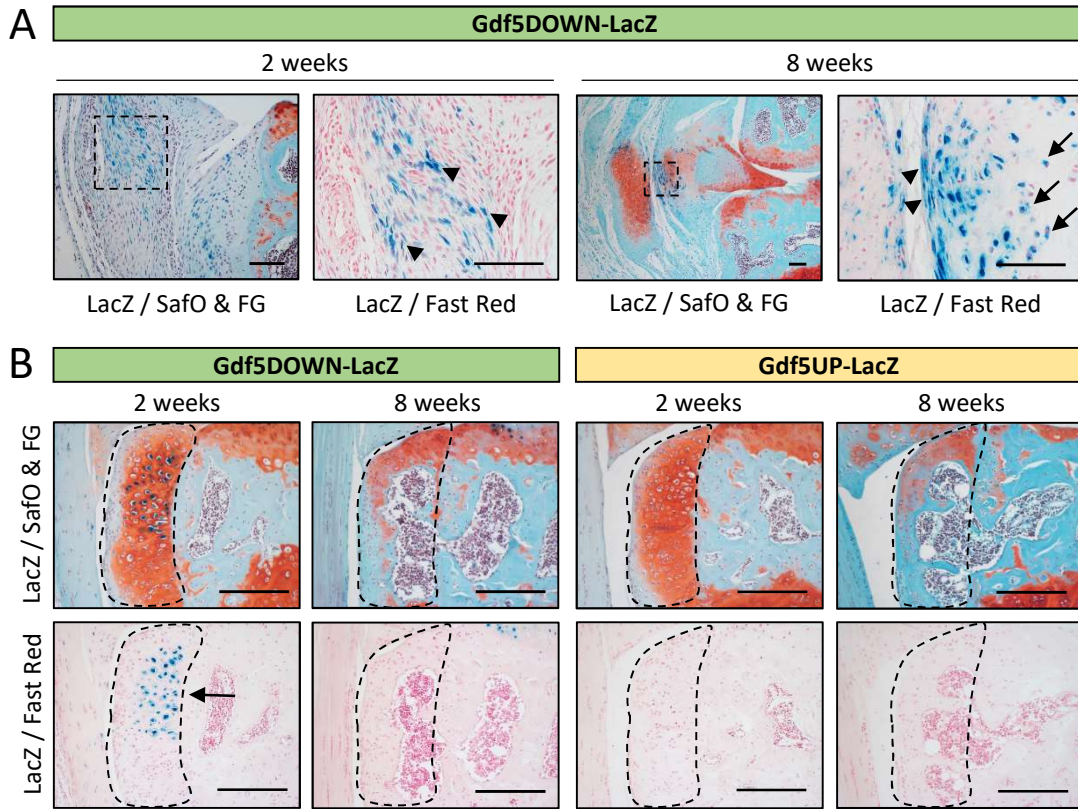 A
Gdf5DOWN-LacZ
2 weeks 8 weeks
LacZ / SafO & FG LacZ / Fast Red LacZ / SafO & FG LacZ / Fast Red
B
Gdf5DOWN-LacZ Gdf5UP-LacZ
2 weeks 8 weeks 2 weeks 8 weeks
LacZ / SafO & FG
LacZ / Fast Red